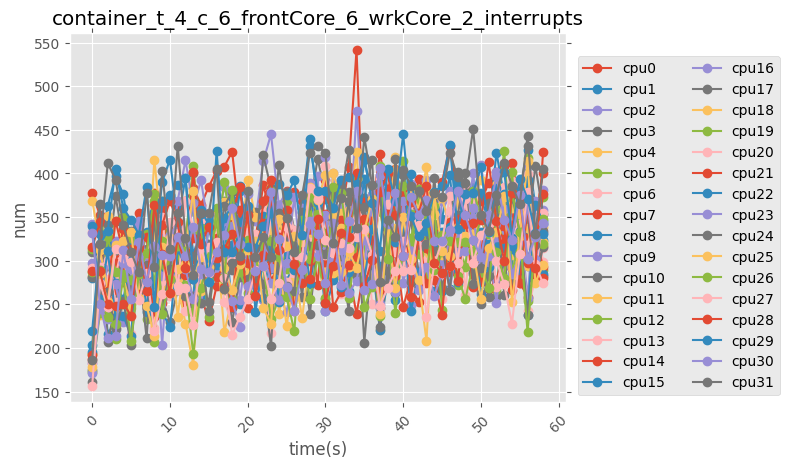 container_t_4_c_6_frontCore_6_wrkCore_2_interrupts
num
550
500
450
400
350
300
250
200
150
0
10
20
30
40
50
60
time(s)
cpu0
cpu1
cpu2
cpu3
cpu4
cpu5
cpu6
cpu7
cpu8
cpu9
cpu10
cpu11
cpu12
cpu13
cpu14
cpu15
cpu16
cpu17
cpu18
cpu19
cpu20
cpu21
cpu22
cpu23
cpu24
cpu25
cpu26
cpu27
cpu28
cpu29
cpu30
cpu31